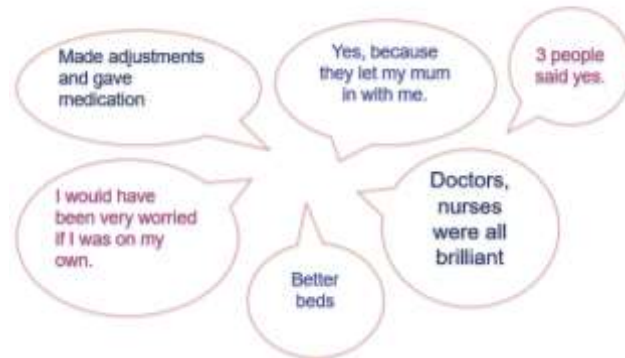 Made adjustments
and gave
medication
Yes, because
they let my mum
in with me.
3 people
said yes.
I would have
been very worried
if I was on my
own.
Better
beds
Doctors,
nurses
were all
brilliant